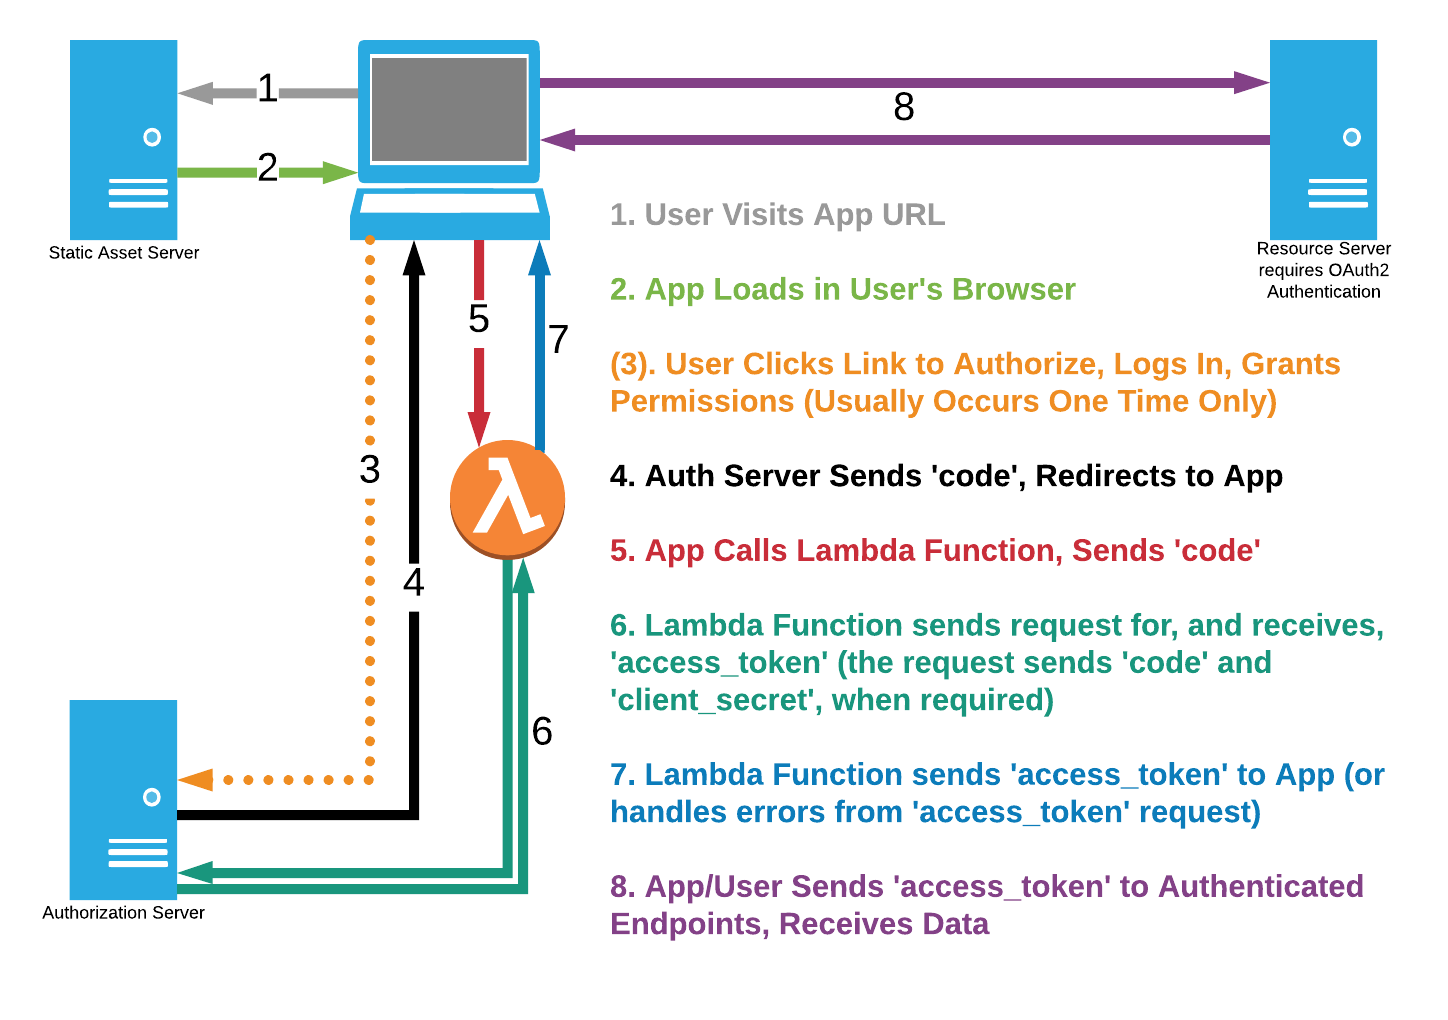 1
8
2
1. User Visits App URL
Static Asset Server
Resource Server
requires OAuth2
Authentication
2. App Loads in User's Browser
5
7
(3). User Clicks Link to Authorize, Logs In, Grants
Permissions (Usually Occurs One Time Only)
3
4. Auth Server Sends 'code', Redirects to App
λ
5. App Calls Lambda Function, Sends 'code'
4
6. Lambda Function sends request for, and receives,
'access_token' (the request sends 'code' and
'client_secret', when required)
6
7. Lambda Function sends 'access_token' to App (or
handles errors from 'access_token' request)
8. App/User Sends 'access_token' to Authenticated
Endpoints, Receives Data
Authorization Server